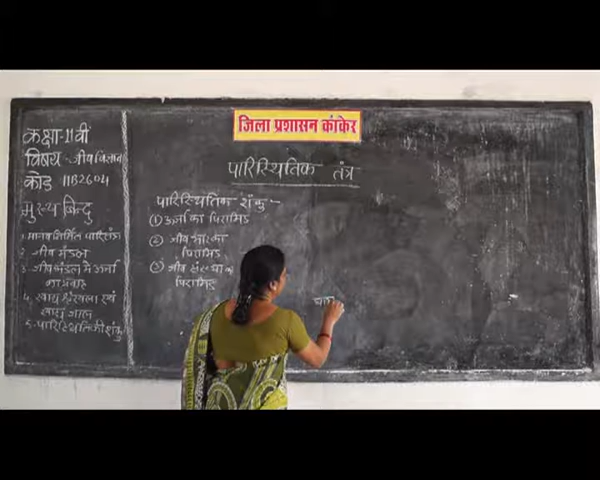 जिला प्रशासन कांकेर
कक्षा-11वी
विषय-जीव विज्ञान
कोड 11B2604
मुख्य बिन्दु
1. मानव निर्मित पारितंत्र
2. जीव मंडल
3. जीवमंडल में ऊर्जा
का प्रवाह
4. खाद्य श्रृंखला एवं
खाद्य जाल
5. पारिस्थितिकी शंकु
पारिस्थितिक तंत्र
पारिस्थितिक शंकु -
(1) ऊर्जा का पिरामिड
(2) जीव भार का
पिरामिड
(3) जीव संख्या का
पिरामिड